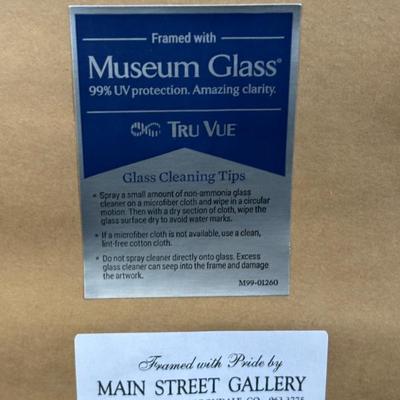 Framed with
Museum Glass®
99% UV protection. Amazing clarity.
TRU VUE
Glass Cleaning Tips
• Spray a small amount of non-ammonia glass
cleaner on a microfiber cloth and wipe in a circular
motion. Then with a dry section of cloth, wipe the
glass surface dry to avoid water marks.
• If a microfiber cloth is not available, use a clean,
lint-free cotton cloth.
• Do not spray cleaner directly onto glass. Excess
glass cleaner can seep into the frame and damage
the artwork.
M99-01260
Framed with Pride by
MAIN STREET GALLERY